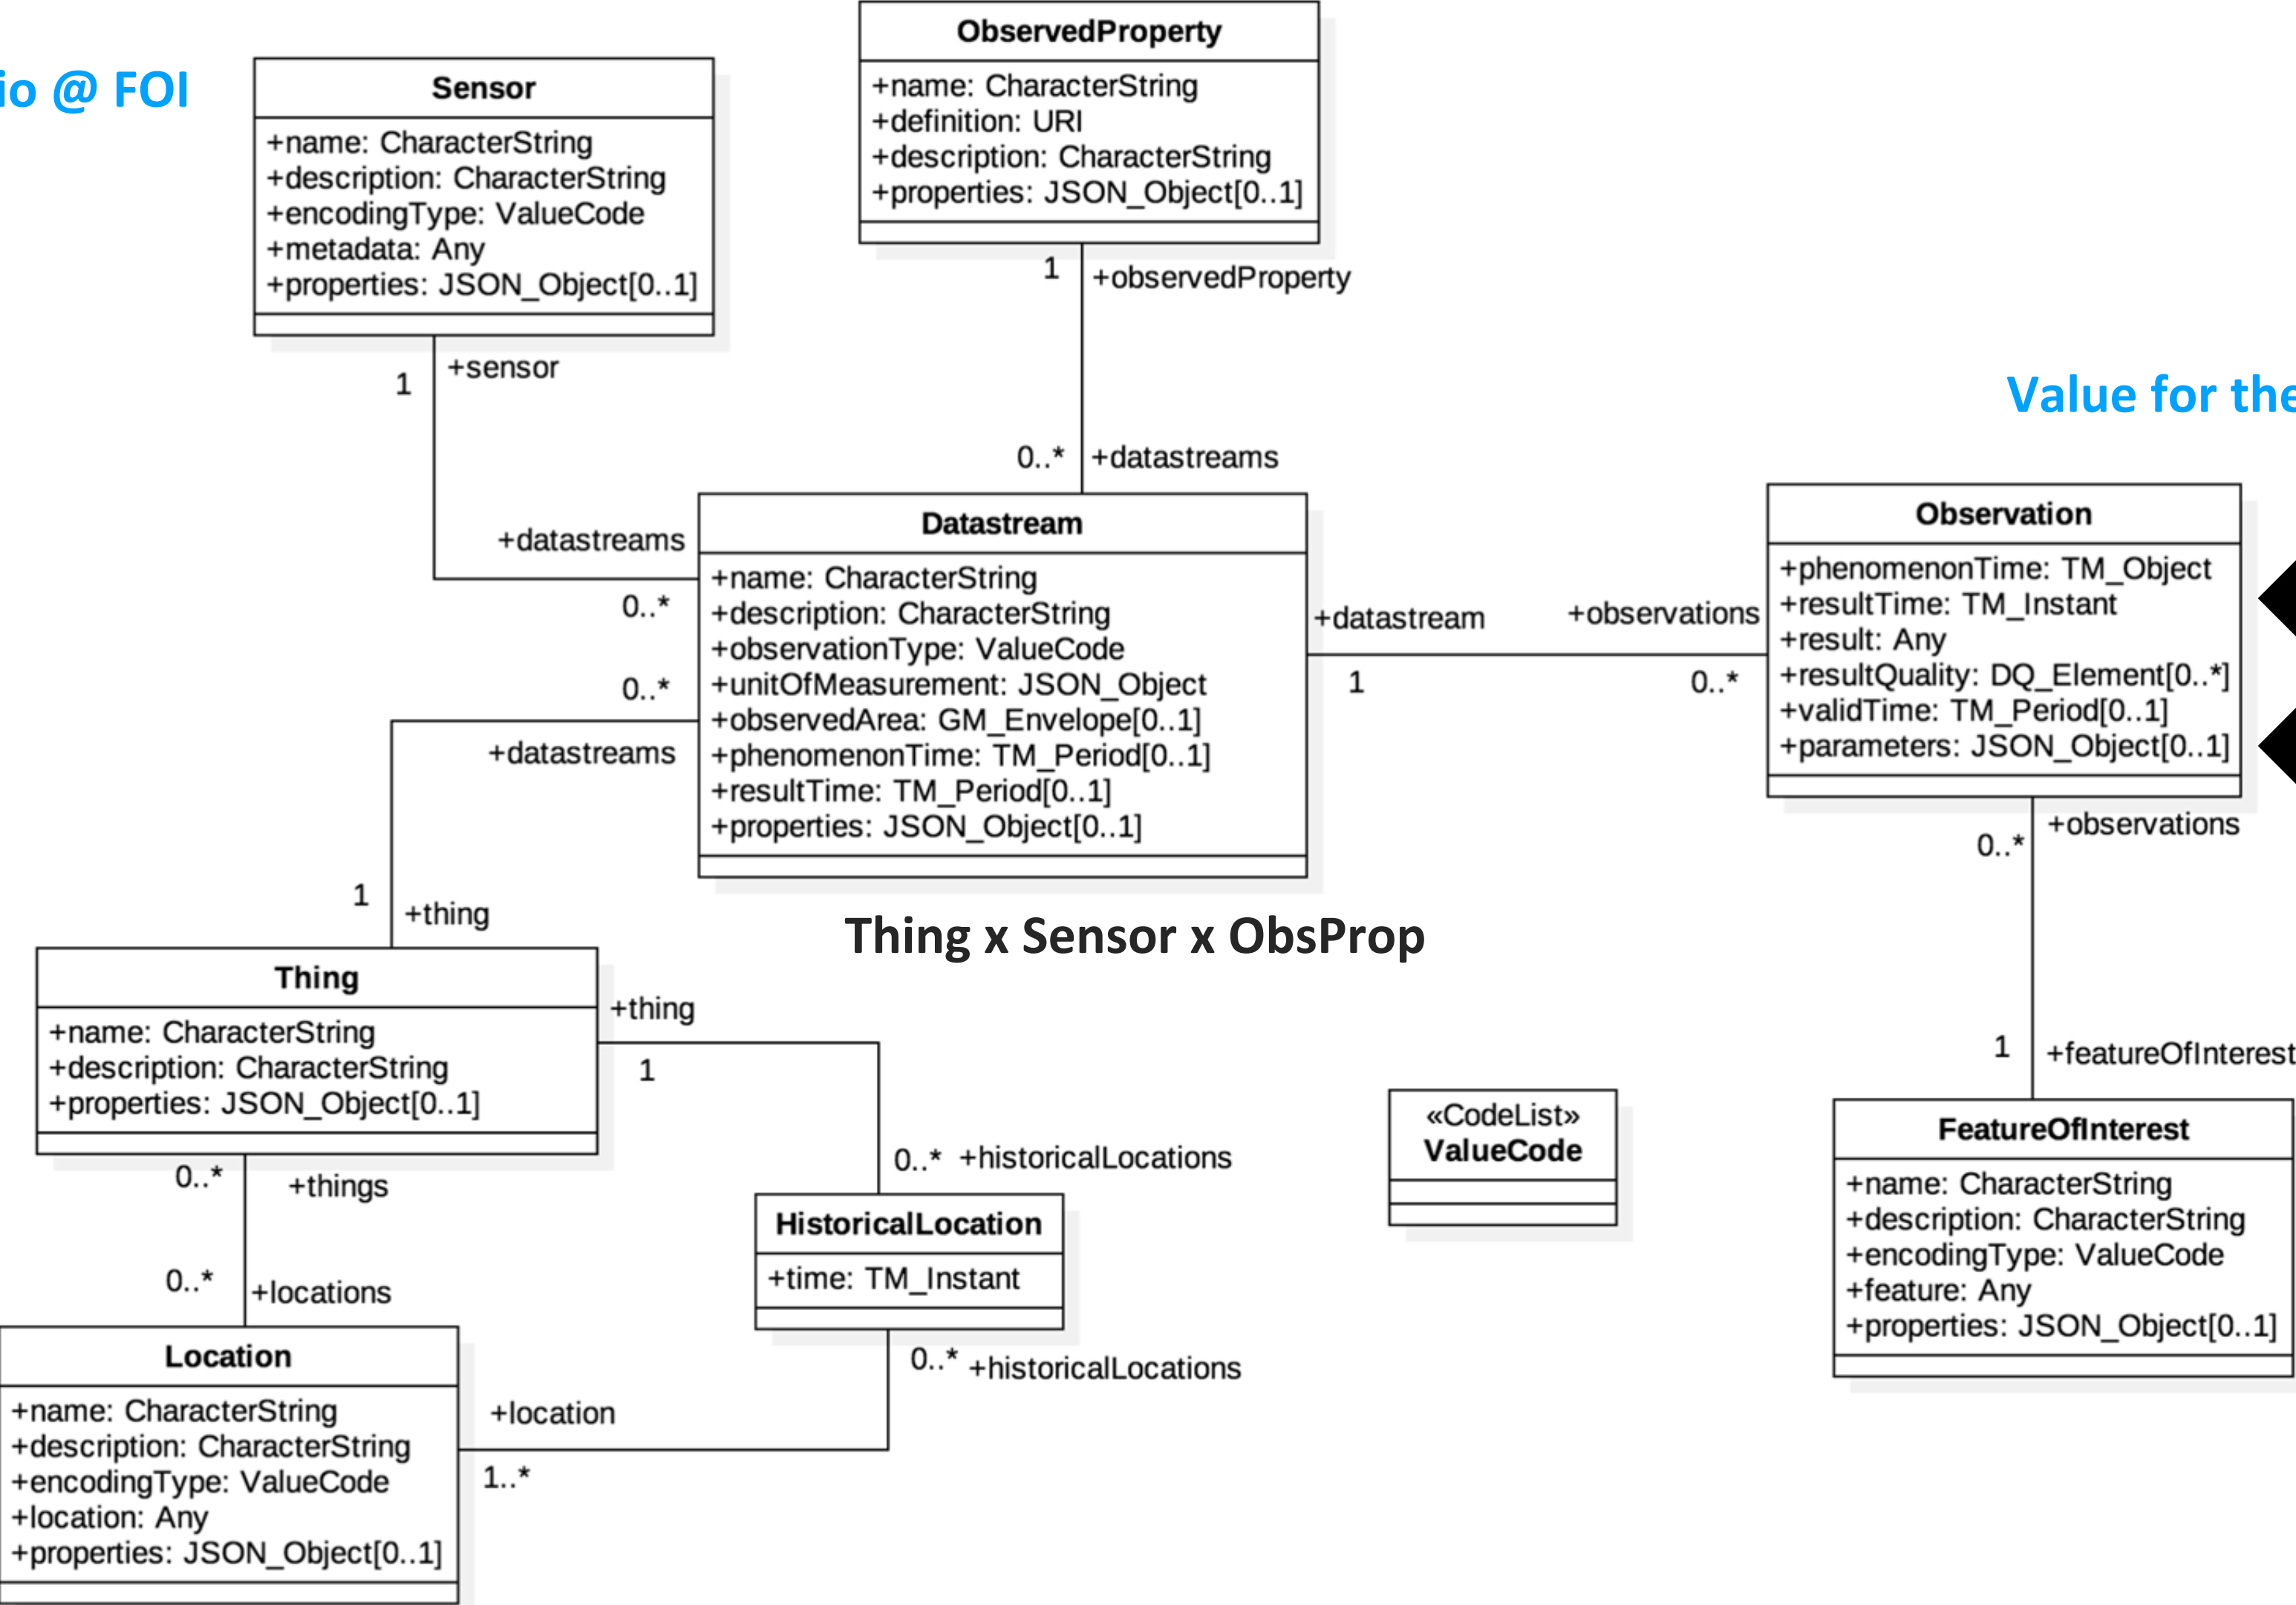 io @ FOI
Sensor
+name: CharacterString
+description: CharacterString
+encodingType: ValueCode
+metadata: Any
+properties: JSON_Object[0..1]
1
+sensor
ObservedProperty
+name: CharacterString
+definition: URI
+description: CharacterString
+properties: JSON_Object[0..1]
1
+observedProperty
0..*
+datastreams
+datastreams
0..*
Datastream
+name: CharacterString
+description: CharacterString
+observationType: ValueCode
+unitOfMeasurement: JSON_Object
+observedArea: GM_Envelope[0..1]
+phenomenonTime: TM_Period[0..1]
+resultTime: TM_Period[0..1]
+properties: JSON_Object[0..1]
Thing x Sensor x ObsProp
+datastream
1
+observations
0..*
Value for the
Observation
+phenomenonTime: TM_Object
+resultTime: TM_Instant
+result: Any
+resultQuality: DQ_Element[0..*]
+validTime: TM_Period[0..1]
+parameters: JSON_Object[0..1]
+observations
0..*
1
+featureOfInterest
FeatureOfInterest
+name: CharacterString
+description: CharacterString
+encodingType: ValueCode
+feature: Any
+properties: JSON_Object[0..1]
0..*
+datastreams
1
+thing
Thing
+name: CharacterString
+description: CharacterString
+properties: JSON_Object[0..1]
+thing
1
0..*
+historicalLocations
HistoricalLocation
+time: TM_Instant
0..*
+historicalLocations
«CodeList»
ValueCode
0..*
+things
0..*
+locations
Location
+name: CharacterString
+description: CharacterString
+encodingType: ValueCode
+location: Any
+properties: JSON_Object[0..1]
+location
1..*